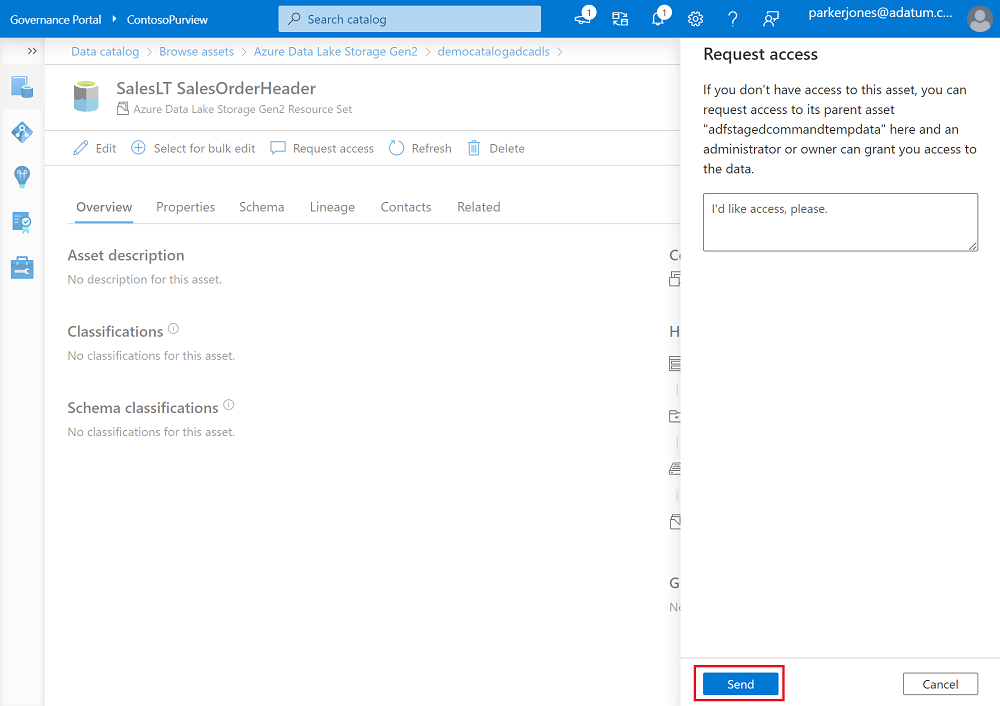 Governance Portal ContosoPurview
Search catalog
1
1
parkerjones@adatum.c...
Data catalog > Browse assets > Azure Data Lake Storage Gen2 > democatalogadcadls >
SalesLT SalesOrderHeader
Azure Data Lake Storage Gen2 Resource Set
Edit Select for bulk edit Request access Refresh Delete
Overview Properties Schema Lineage Contacts Related
Asset description
No description for this asset.
Classifications
No classifications for this asset.
Schema classifications
No classifications for this asset.
H
G
Request access
If you don't have access to this asset, you can
request access to its parent asset
"adfstagedcommandtempdata" here and an
administrator or owner can grant you access to
the data.
I'd like access, please.
Send Cancel